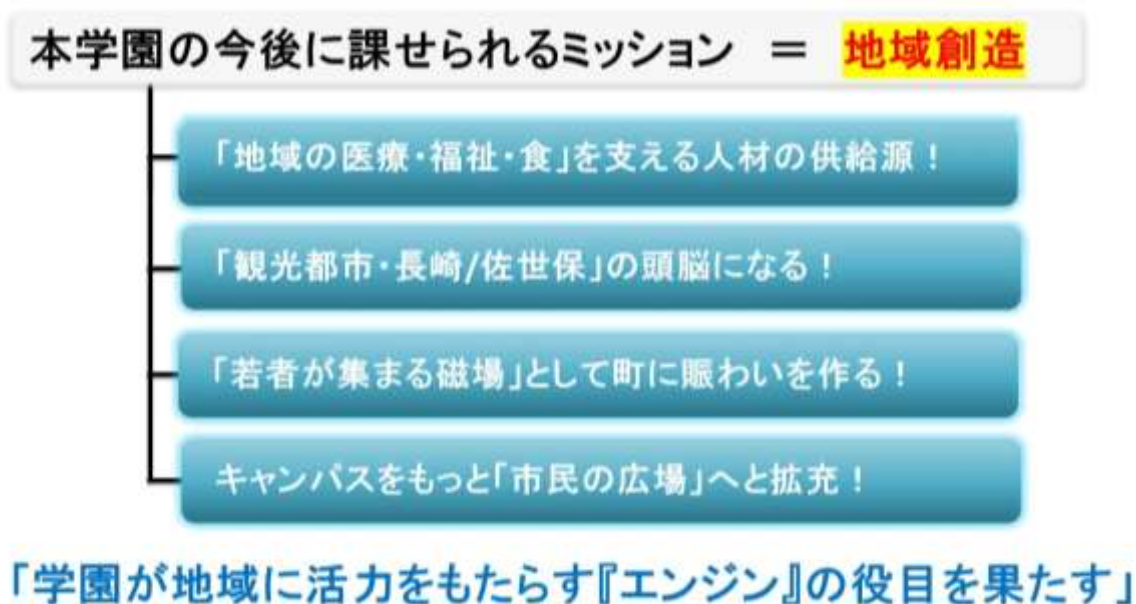 本学園の今後に課せられるミッション ＝ 地域創造
「地域の医療・福祉・食」を支える人材の供給源！
「観光都市・長崎/佐世保」の頭脳になる！
「若者が集まる磁場」として町に賑わいを作る！
キャンパスをもっと「市民の広場」へと拡充！
「学園が地域に活力をもたらす『エンジン』の役目を果たす」